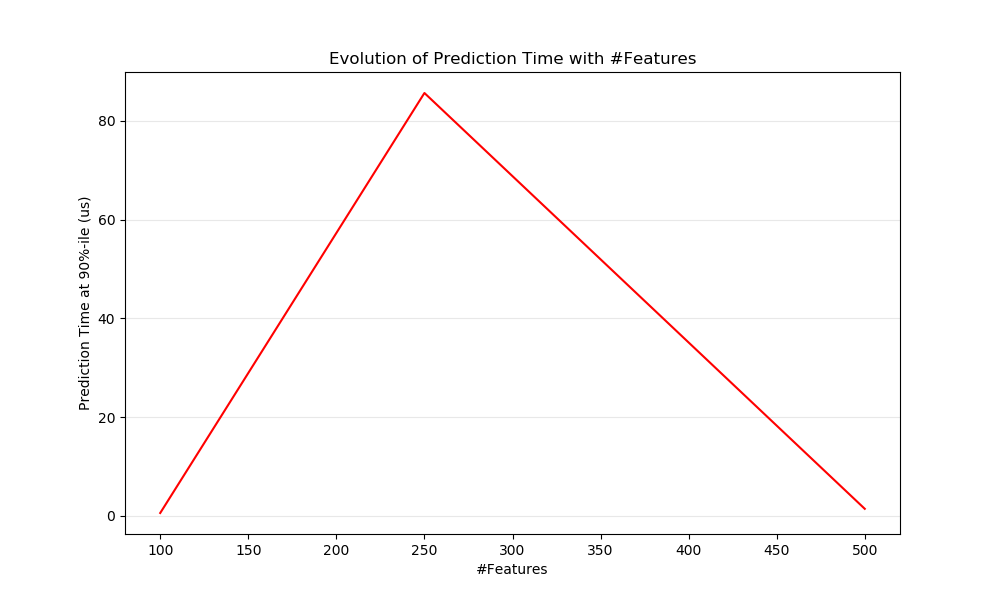 Evolution of Prediction Time with #Features
Prediction Time at 90%-ile (us)
80
60
40
20
0
100 150 200 250 300 350 400 450 500
#Features